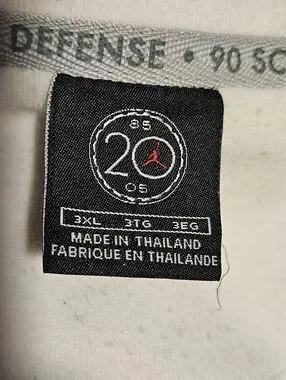 DEFENSE • 90 SC
85
20
05
3XL 3TG 3EG
MADE IN THAILAND
FABRIQUE EN THAILANDE